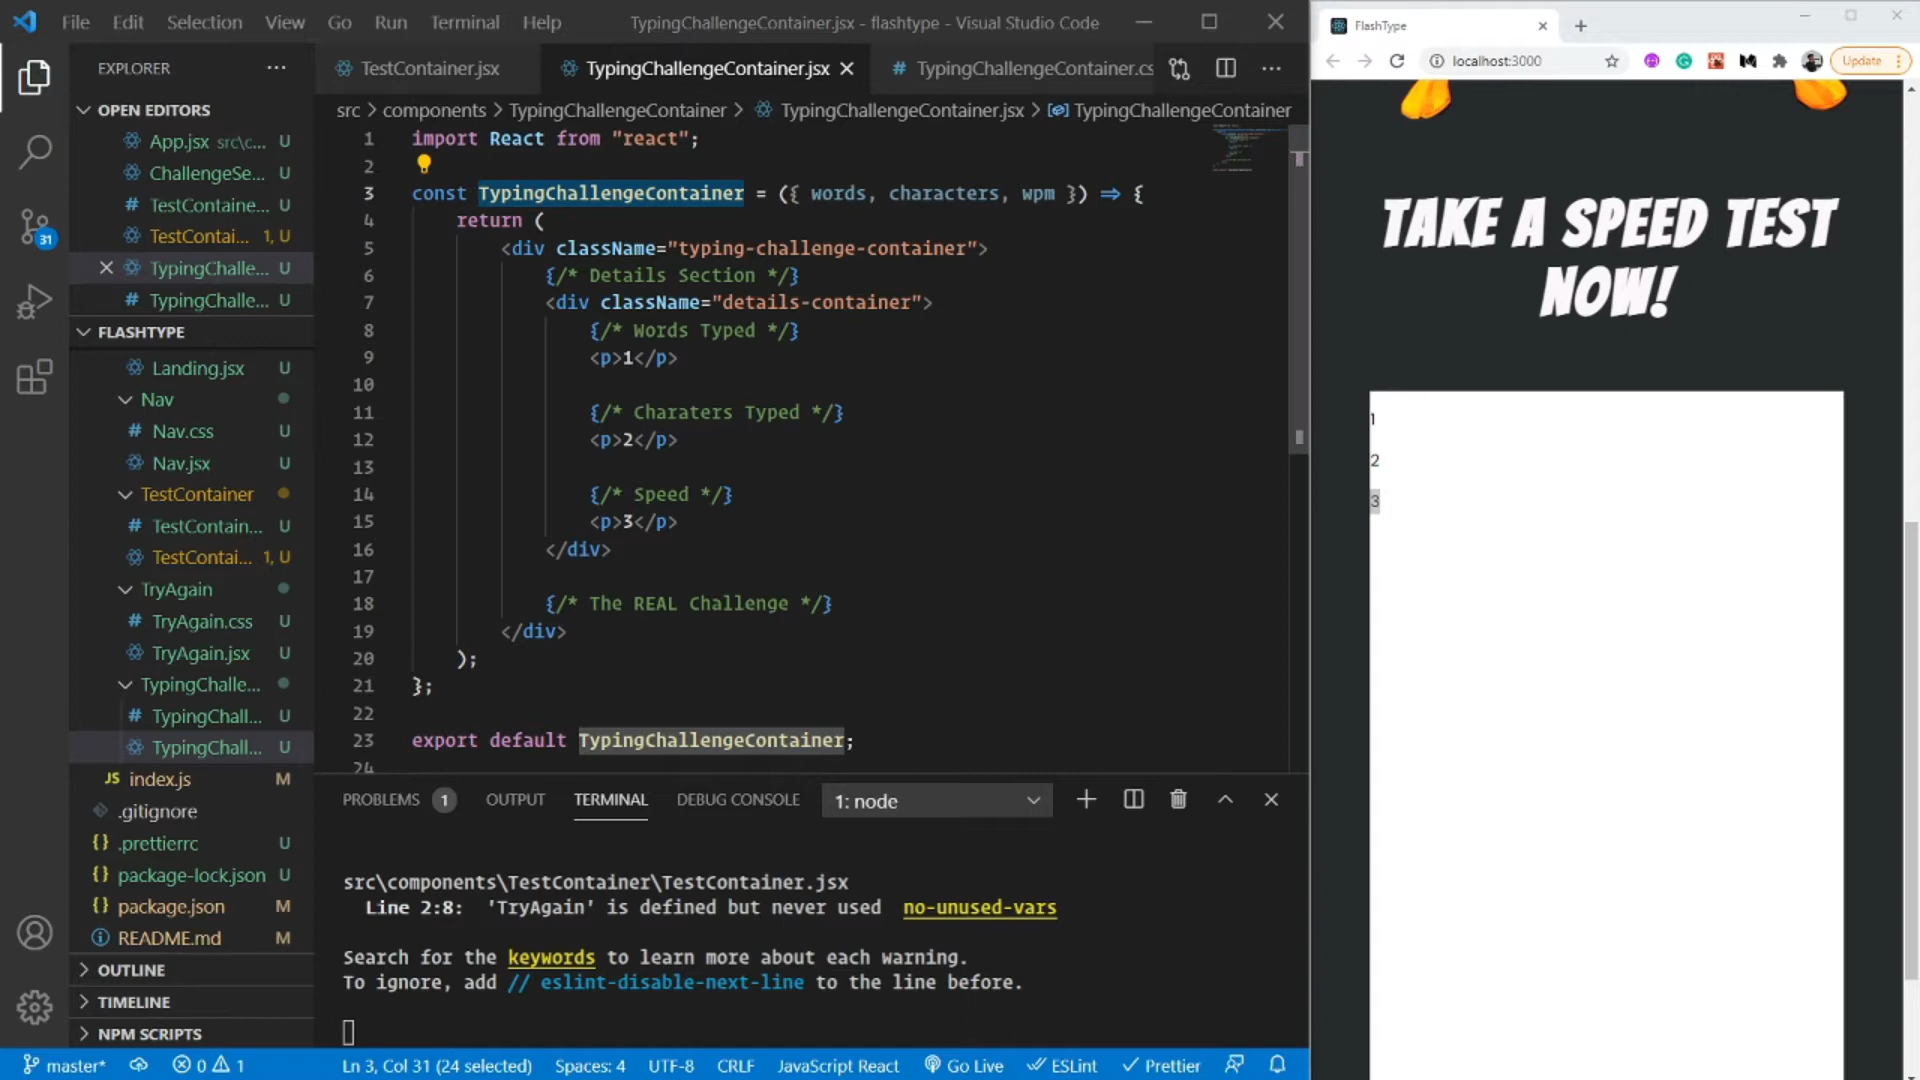 File Edit Selection View Go Run Terminal Help
TypingChallengeContainer.jsx - flashtype - Visual Studio Code
EXPLORER
OPEN EDITORS
App.jsx src\c... U
ChallengeSe... U
# TestContaine... U
TestContai... 1, U
TypingChalle... U
# TypingChalle... U
FLASHTYPE
Landing.jsx U
Nav
# Nav.css U
Nav.jsx U
TestContainer
# TestContain... U
TestContai... 1, U
TryAgain
# TryAgain.css U
TryAgain.jsx U
TypingChalle...
# TypingChall... U
TypingChall... U
JS index.js M
.gitignore
{} .prettierrc U
{} package-lock.json U
{} package.json M
README.md M
OUTLINE
TIMELINE
NPM SCRIPTS
31
TestContainer.jsx
TypingChallengeContainer.jsx
# TypingChallengeContainer.cs
src > components > TypingChallengeContainer > TypingChallengeContainer.jsx > TypingChallengeContainer
1 import React from "react";
2
3 const TypingChallengeContainer = ({ words, characters, wpm }) => {
4 return (
5 <div className="typing-challenge-container">
6 {/* Details Section */}
7 <div className="details-container">
8 {/* Words Typed */}
9 <p>1</p>
10
11 {/* Charaters Typed */}
12 <p>2</p>
13
14 {/* Speed */}
15 <p>3</p>
16 </div>
17
18 {/* The REAL Challenge */}
19 </div>
20 );
21 };
22
23 export default TypingChallengeContainer;
24
PROBLEMS 1 OUTPUT TERMINAL DEBUG CONSOLE 1: node
src\components\TestContainer\TestContainer.jsx
Line 2:8: 'TryAgain' is defined but never used no-unused-vars
Search for the keywords to learn more about each warning.
To ignore, add // eslint-disable-next-line to the line before.
master* 0 1 Ln 3, Col 31 (24 selected) Spaces: 4 UTF-8 CRLF JavaScript React Go Live ESLint Prettier
FlashType
localhost:3000
Update
TAKE A SPEED TEST
NOW!
1
2
3